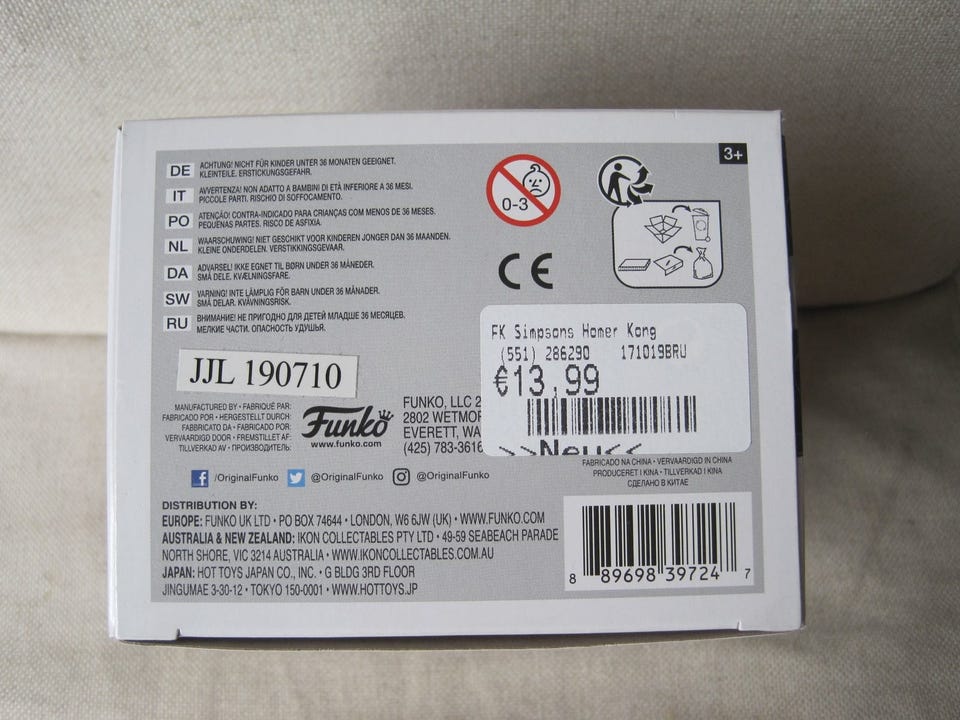 DE ACHTUNG! NICHT FÜR KINDER UNTER 36 MONATEN GEEIGNET.
KLEINTEILE. ERSTICKUNGSGEFAHR.
IT AVVERTENZA! NON ADATTO A BAMBINI DI ETÀ INFERIORE A 36 MESI.
PICCOLE PARTI. RISCHIO DI SOFFOCAMENTO.
PO ATENÇÃO! CONTRA-INDICADO PARA CRIANÇAS COM MENOS DE 36 MESES.
PEQUENAS PARTES. RISCO DE ASFIXIA.
NL WAARSCHUWING! NIET GESCHIKT VOOR KINDEREN JONGER DAN 36 MAANDEN.
KLEINE ONDERDELEN. VERSTIKKINGSGEVAAR.
DA ADVARSEL! IKKE EGNET TIL BØRN UNDER 36 MÅNEDER.
SMÅ DELE. KVÆLNINGSFARE.
SW VARNING! INTE LÄMPLIG FÖR BARN UNDER 36 MÅNADER.
SMÅ DELAR. KVÄVNINGSRISK.
RU ВНИМАНИЕ! НЕ ПРИГОДНО ДЛЯ ДЕТЕЙ МЛАДШЕ 36 МЕСЯЦЕВ.
МЕЛКИЕ ЧАСТИ. ОПАСНОСТЬ УДУШЬЯ.
0-3
CE
3+
FK Simpsons Homer Kong
(551) 286290 171019BRU
€13,99
>>Neu<<
JJL 190710
MANUFACTURED BY • FABRIQUÉ PAR:
FABRICADO POR • HERGESTELLT DURCH:
FABBRICATO DA • FABRICADO POR:
VERVAARDIGD DOOR • FREMSTILLET AF:
TILLVERKAD AV • ПРОИЗВОДИТЕЛЬ:
Funko
www.funko.com
FUNKO, LLC 2
2802 WETMOR
EVERETT, WA
(425) 783-3616
FABRICADO NA CHINA • VERVAARDIGD IN CHINA
PRODUCERET I KINA • TILLVERKAD I KINA
СДЕЛАНО В КИТАЕ
/OriginalFunko @OriginalFunko @OriginalFunko
DISTRIBUTION BY:
EUROPE: FUNKO UK LTD • PO BOX 74644 • LONDON, W6 6JW (UK) • WWW.FUNKO.COM
AUSTRALIA & NEW ZEALAND: IKON COLLECTABLES PTY LTD • 49-59 SEABEACH PARADE
NORTH SHORE, VIC 3214 AUSTRALIA • WWW.IKONCOLLECTABLES.COM.AU
JAPAN: HOT TOYS JAPAN CO., INC. • G BLDG 3RD FLOOR
JINGUMAE 3-30-12 • TOKYO 150-0001 • WWW.HOTTOYS.JP
8 89698 39724 7